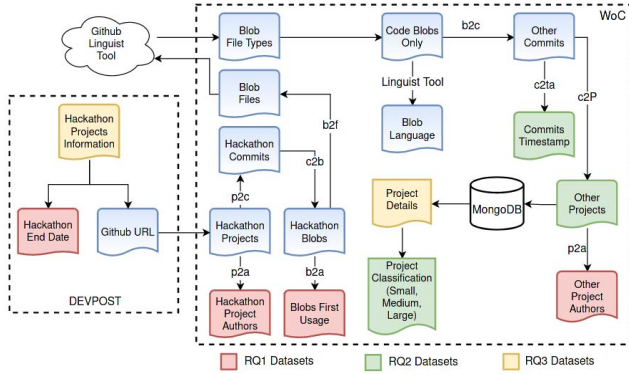 WoC
Github
Linguist
Tool
Blob
File Types
Code Blobs
Only
b2c
Other
Commits
Linguist Tool
c2ta
c2P
Blob
Files
b2f
Blob
Language
Commits
Timestamp
Hackathon
Projects
Information
Hackathon
Commits
c2b
p2c
Hackathon
End Date
Github URL
Hackathon
Projects
Hackathon
Blobs
Project
Details
MongoDB
Other
Projects
p2a
b2a
p2a
Hackathon
Project
Authors
Blobs First
Usage
Project
Classification
(Small,
Medium,
Large)
Other
Project
Authors
DEVPOST
RQ1 Datasets
RQ2 Datasets
RQ3 Datasets